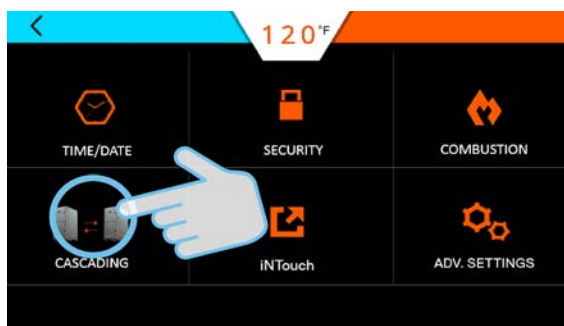 120°F
TIME/DATE
SECURITY
COMBUSTION
CASCADING
iNTouch
ADV. SETTINGS